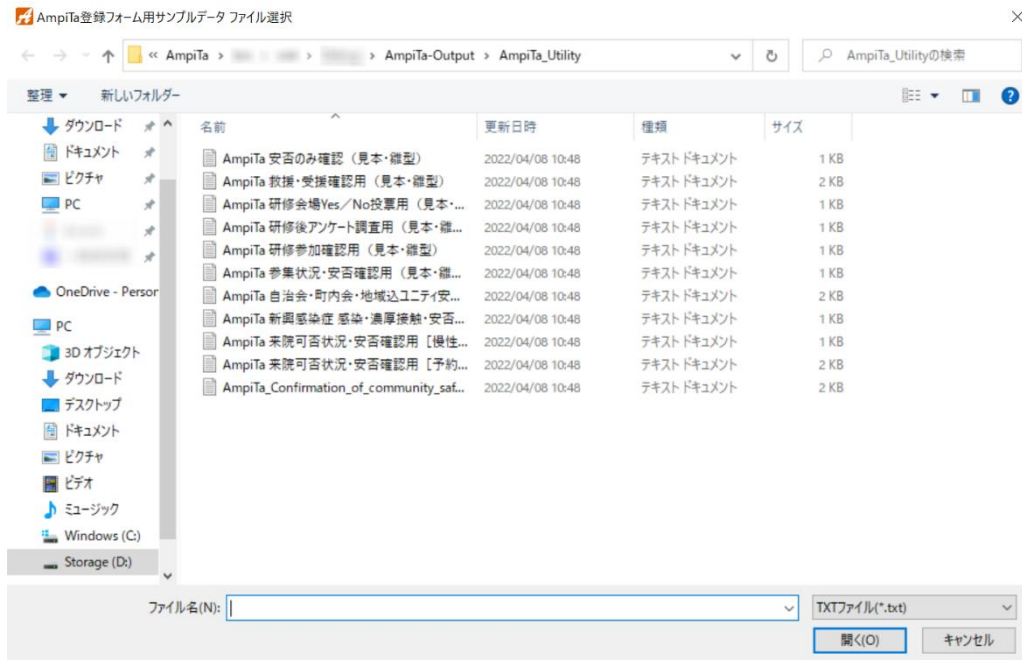 AmpiTa登録フォーム用サンプルデータ ファイル選択
« AmpiTa › › › AmpiTa-Output › AmpiTa_Utility
AmpiTa_Utilityの検索
整理 新しいフォルダー
ダウンロード
ドキュメント
ピクチャ
PC
OneDrive - Person
PC
3D オブジェクト
ダウンロード
デスクトップ
ドキュメント
ピクチャ
ビデオ
ミュージック
Windows (C:)
Storage (D:)
名前 更新日時 種類 サイズ
AmpiTa 安否のみ確認（見本・雛型） 2022/04/08 10:48 テキスト ドキュメント 1 KB
AmpiTa 救援・受援確認用（見本・雛型） 2022/04/08 10:48 テキスト ドキュメント 2 KB
AmpiTa 研修会場Yes／No投票用（見本・... 2022/04/08 10:48 テキスト ドキュメント 1 KB
AmpiTa 研修後アンケート調査用（見本・雛... 2022/04/08 10:48 テキスト ドキュメント 1 KB
AmpiTa 研修参加確認用（見本・雛型） 2022/04/08 10:48 テキスト ドキュメント 1 KB
AmpiTa 参集状況・安否確認用（見本・雛... 2022/04/08 10:48 テキスト ドキュメント 1 KB
AmpiTa 自治会・町内会・地域込ユニティ安... 2022/04/08 10:48 テキスト ドキュメント 2 KB
AmpiTa 新興感染症 感染・濃厚接触・安否... 2022/04/08 10:48 テキスト ドキュメント 1 KB
AmpiTa 来院可否状況・安否確認用［慢性... 2022/04/08 10:48 テキスト ドキュメント 2 KB
AmpiTa 来院可否状況・安否確認用［予約... 2022/04/08 10:48 テキスト ドキュメント 2 KB
AmpiTa_Confirmation_of_community_saf... 2022/04/08 10:48 テキスト ドキュメント 2 KB
ファイル名(N):
TXTファイル(*.txt)
開く(O) キャンセル